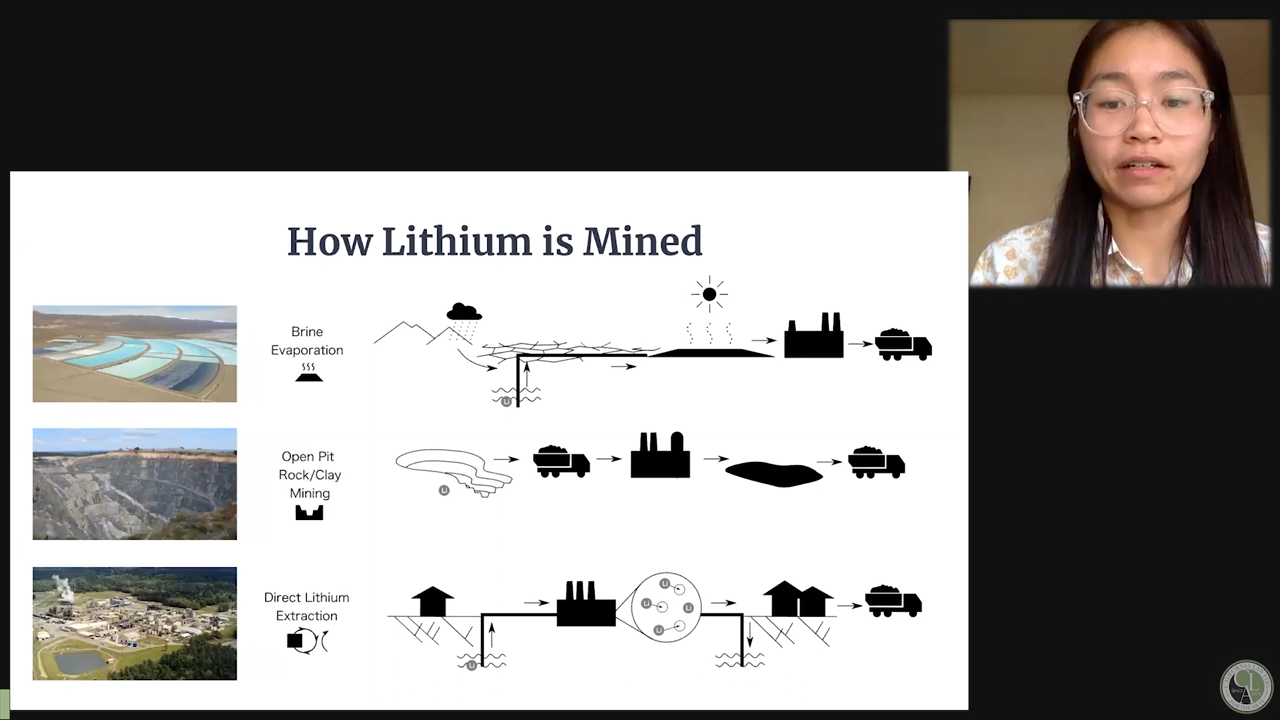 How Lithium is Mined
Brine
Evaporation
Open Pit
Rock/Clay
Mining
Direct Lithium
Extraction